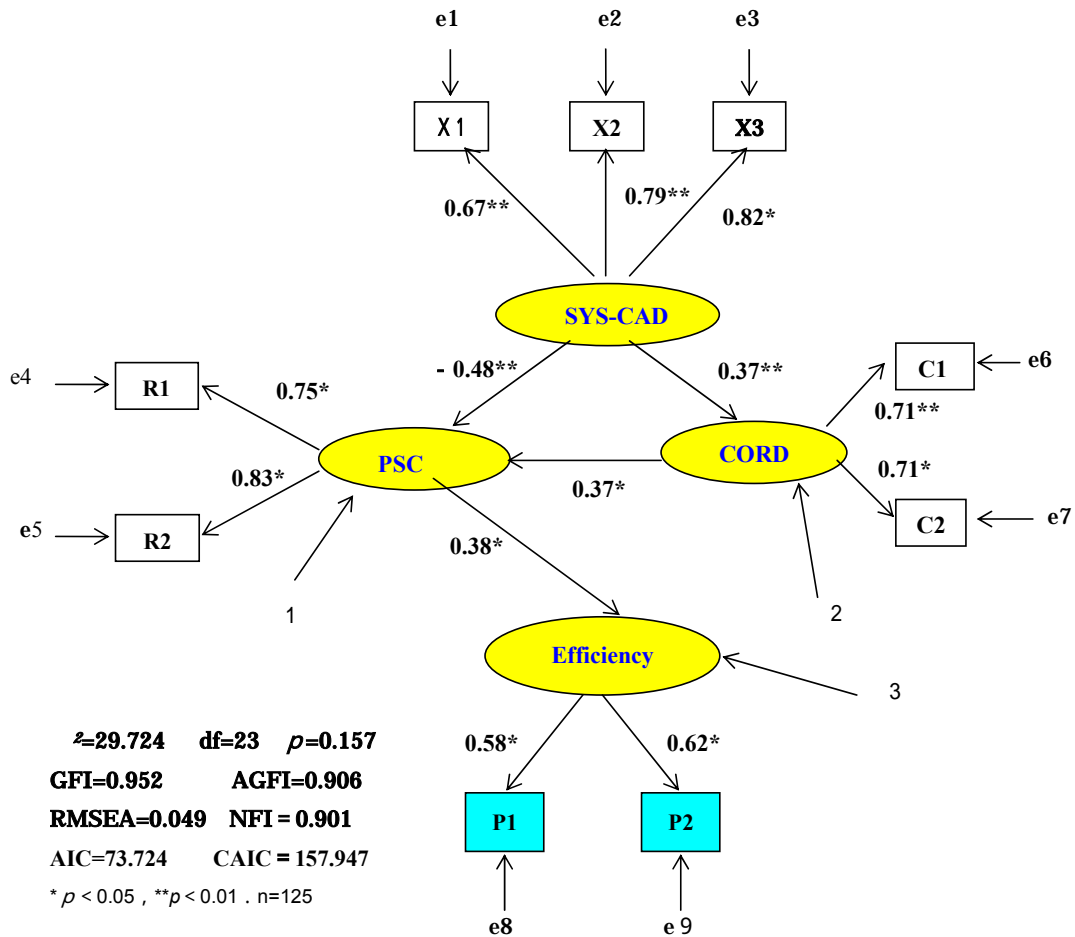 e1 e2 e3
X1 X2 X3
0.67** 0.79** 0.82*
SYS-CAD
- 0.48** 0.37**
e4 R1 0.75*
C1 e6
0.71**
PSC CORD
0.83* 0.37* 0.71*
e5 R2
C2 e7
0.38*
1 2
Efficiency
3
0.58* 0.62*
P1 P2
e8 e9
²=29.724 df=23 p=0.157
GFI=0.952 AGFI=0.906
RMSEA=0.049 NFI = 0.901
AIC=73.724 CAIC = 157.947
* p < 0.05 , **p < 0.01 . n=125